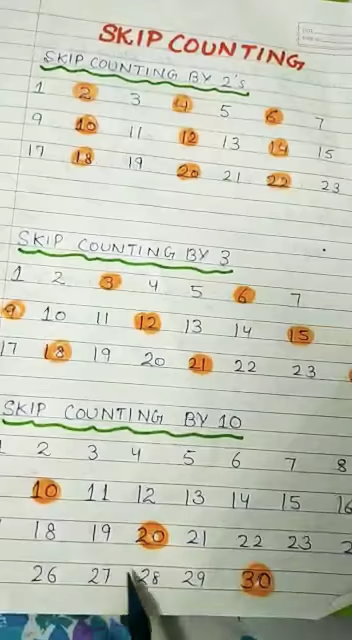 SKIP COUNTING
SKIP COUNTING BY 2's
1 2 3 4 5 6 7
9 10 11 12 13 14 15
17 18 19 20 21 22 23
SKIP COUNTING BY 3
1 2 3 4 5 6 7
9 10 11 12 13 14 15
17 18 19 20 21 22 23
SKIP COUNTING BY 10
1 2 3 4 5 6 7 8
10 11 12 13 14 15 16
18 19 20 21 22 23
26 27 28 29 30